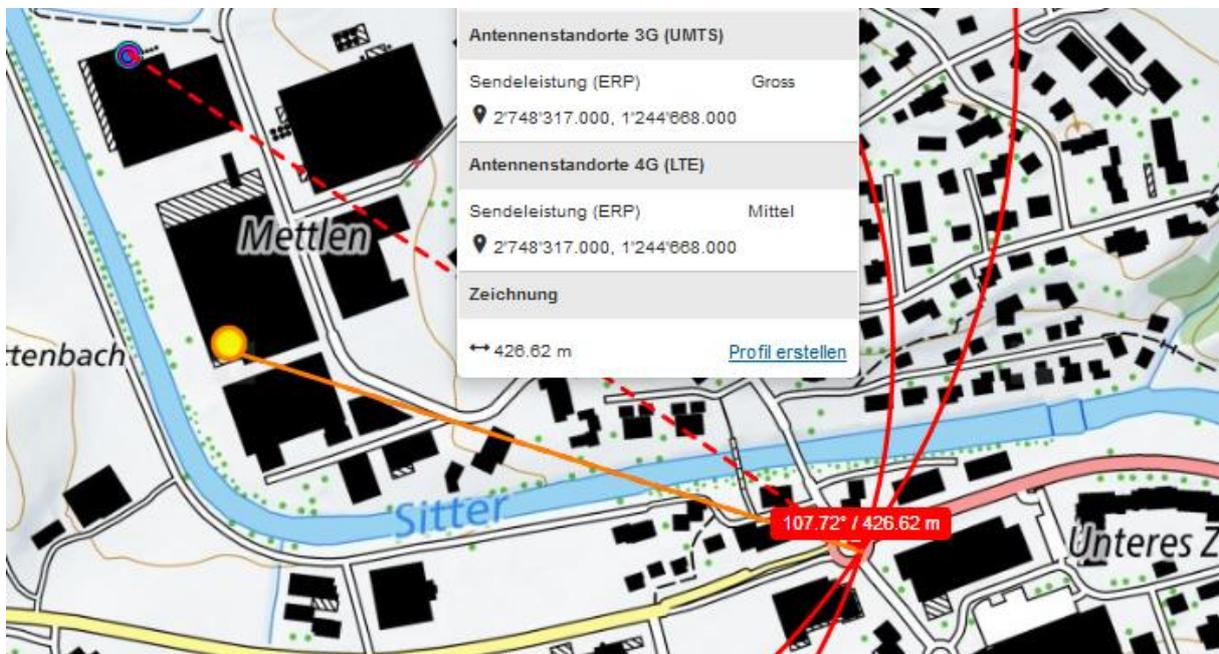 Antennenstandorte 3G (UMTS)
Sendeleistung (ERP) Gross
2'748'317.000, 1'244'668.000
Antennenstandorte 4G (LTE)
Sendeleistung (ERP) Mittel
2'748'317.000, 1'244'668.000
Zeichnung
426.62 m Profil erstellen
Mettlen
rtenbach
Sitter
107.72° / 426.62 m
Unteres Z